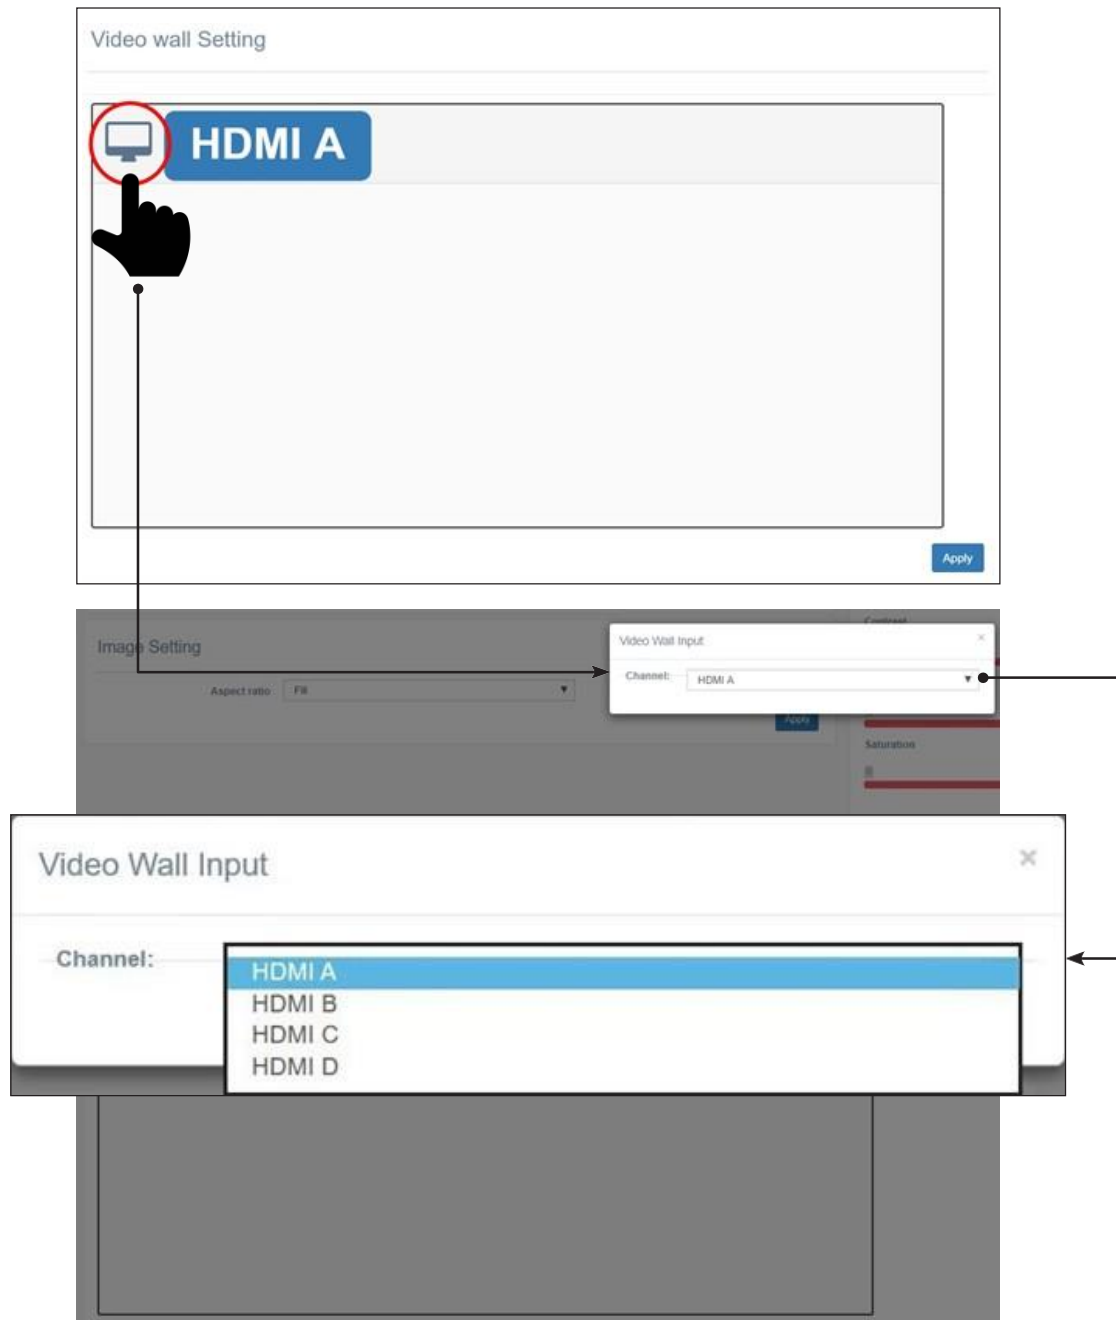 Video wall Setting
HDMI A
Apply
Contrast
Image Setting
Video Wall Input ×
Channel: HDMI A
Aspect ratio Fill
Apply
Saturation
Video Wall Input ×
Channel:
HDMI A
HDMI B
HDMI C
HDMI D